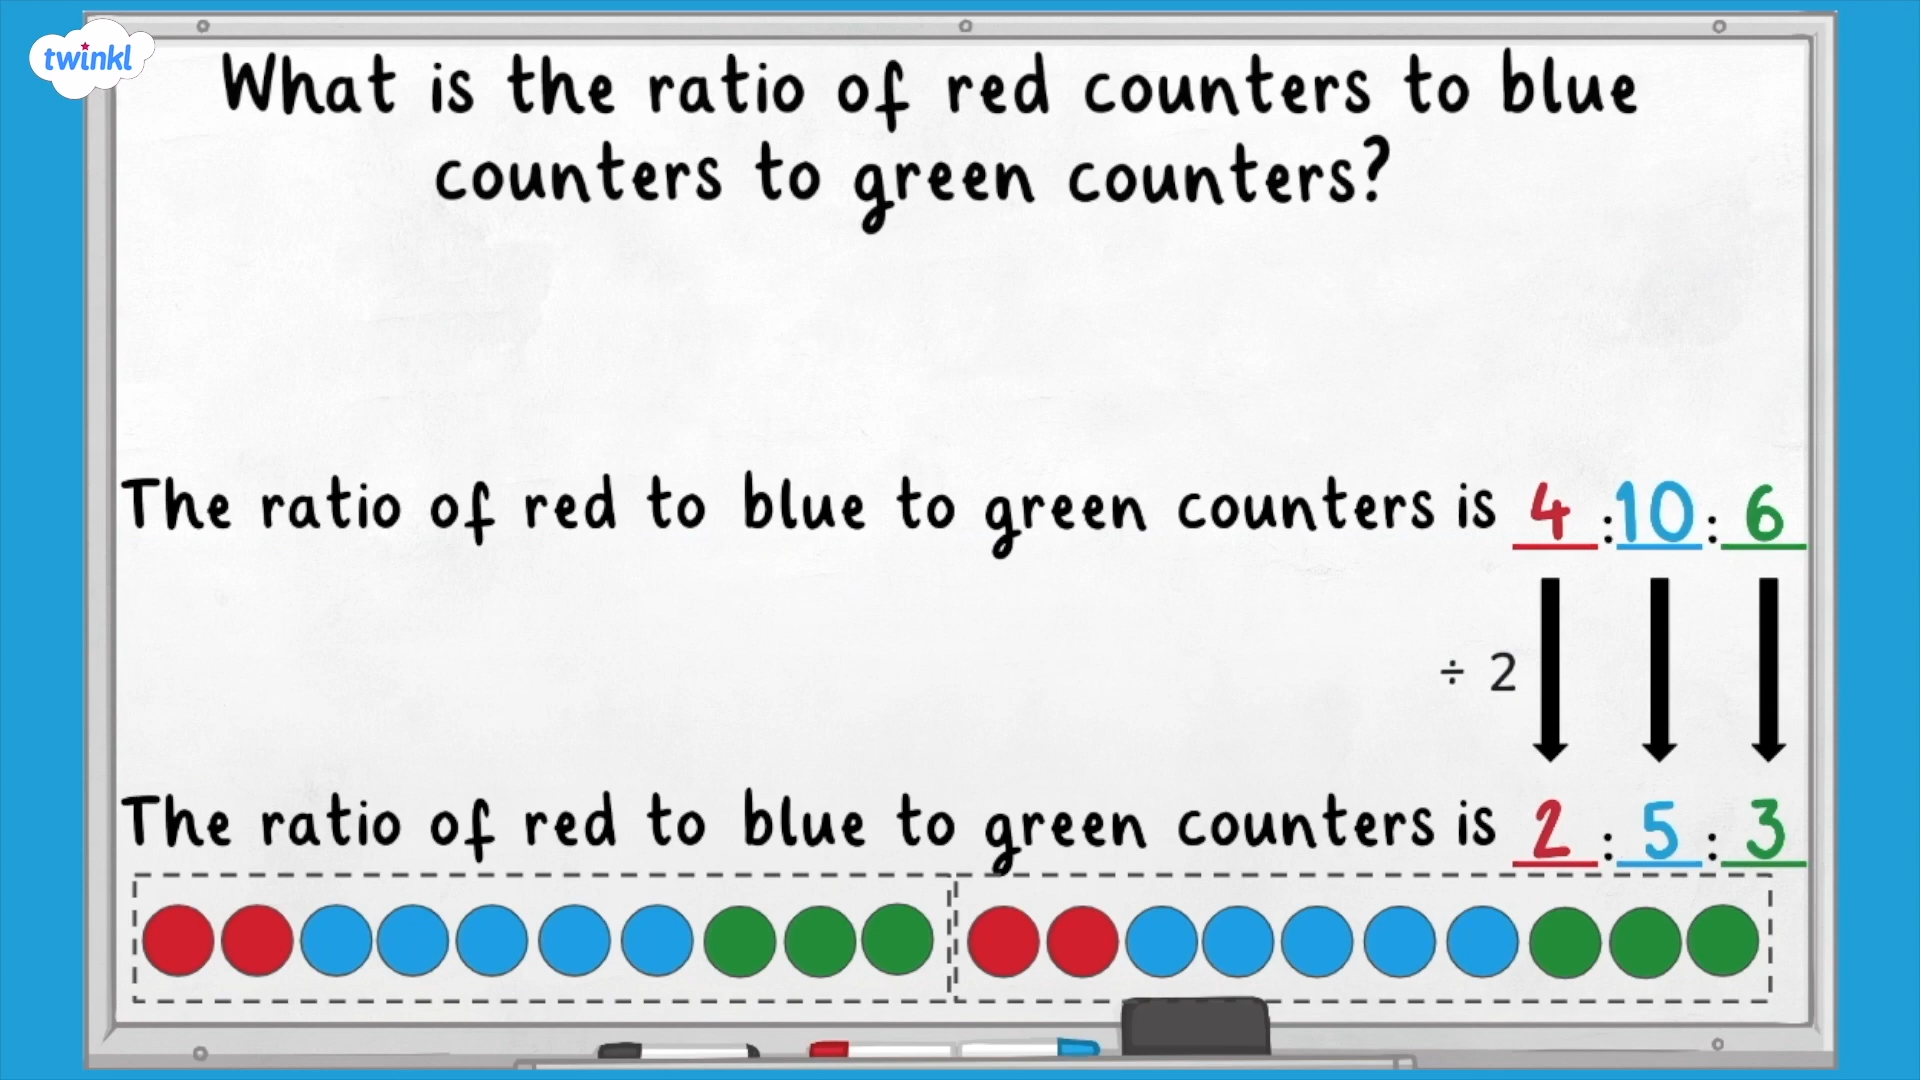 twinkl
What is the ratio of red counters to blue
counters to green counters?
The ratio of red to blue to green counters is 4 : 10 : 6
÷ 2
The ratio of red to blue to green counters is 2 : 5 : 3